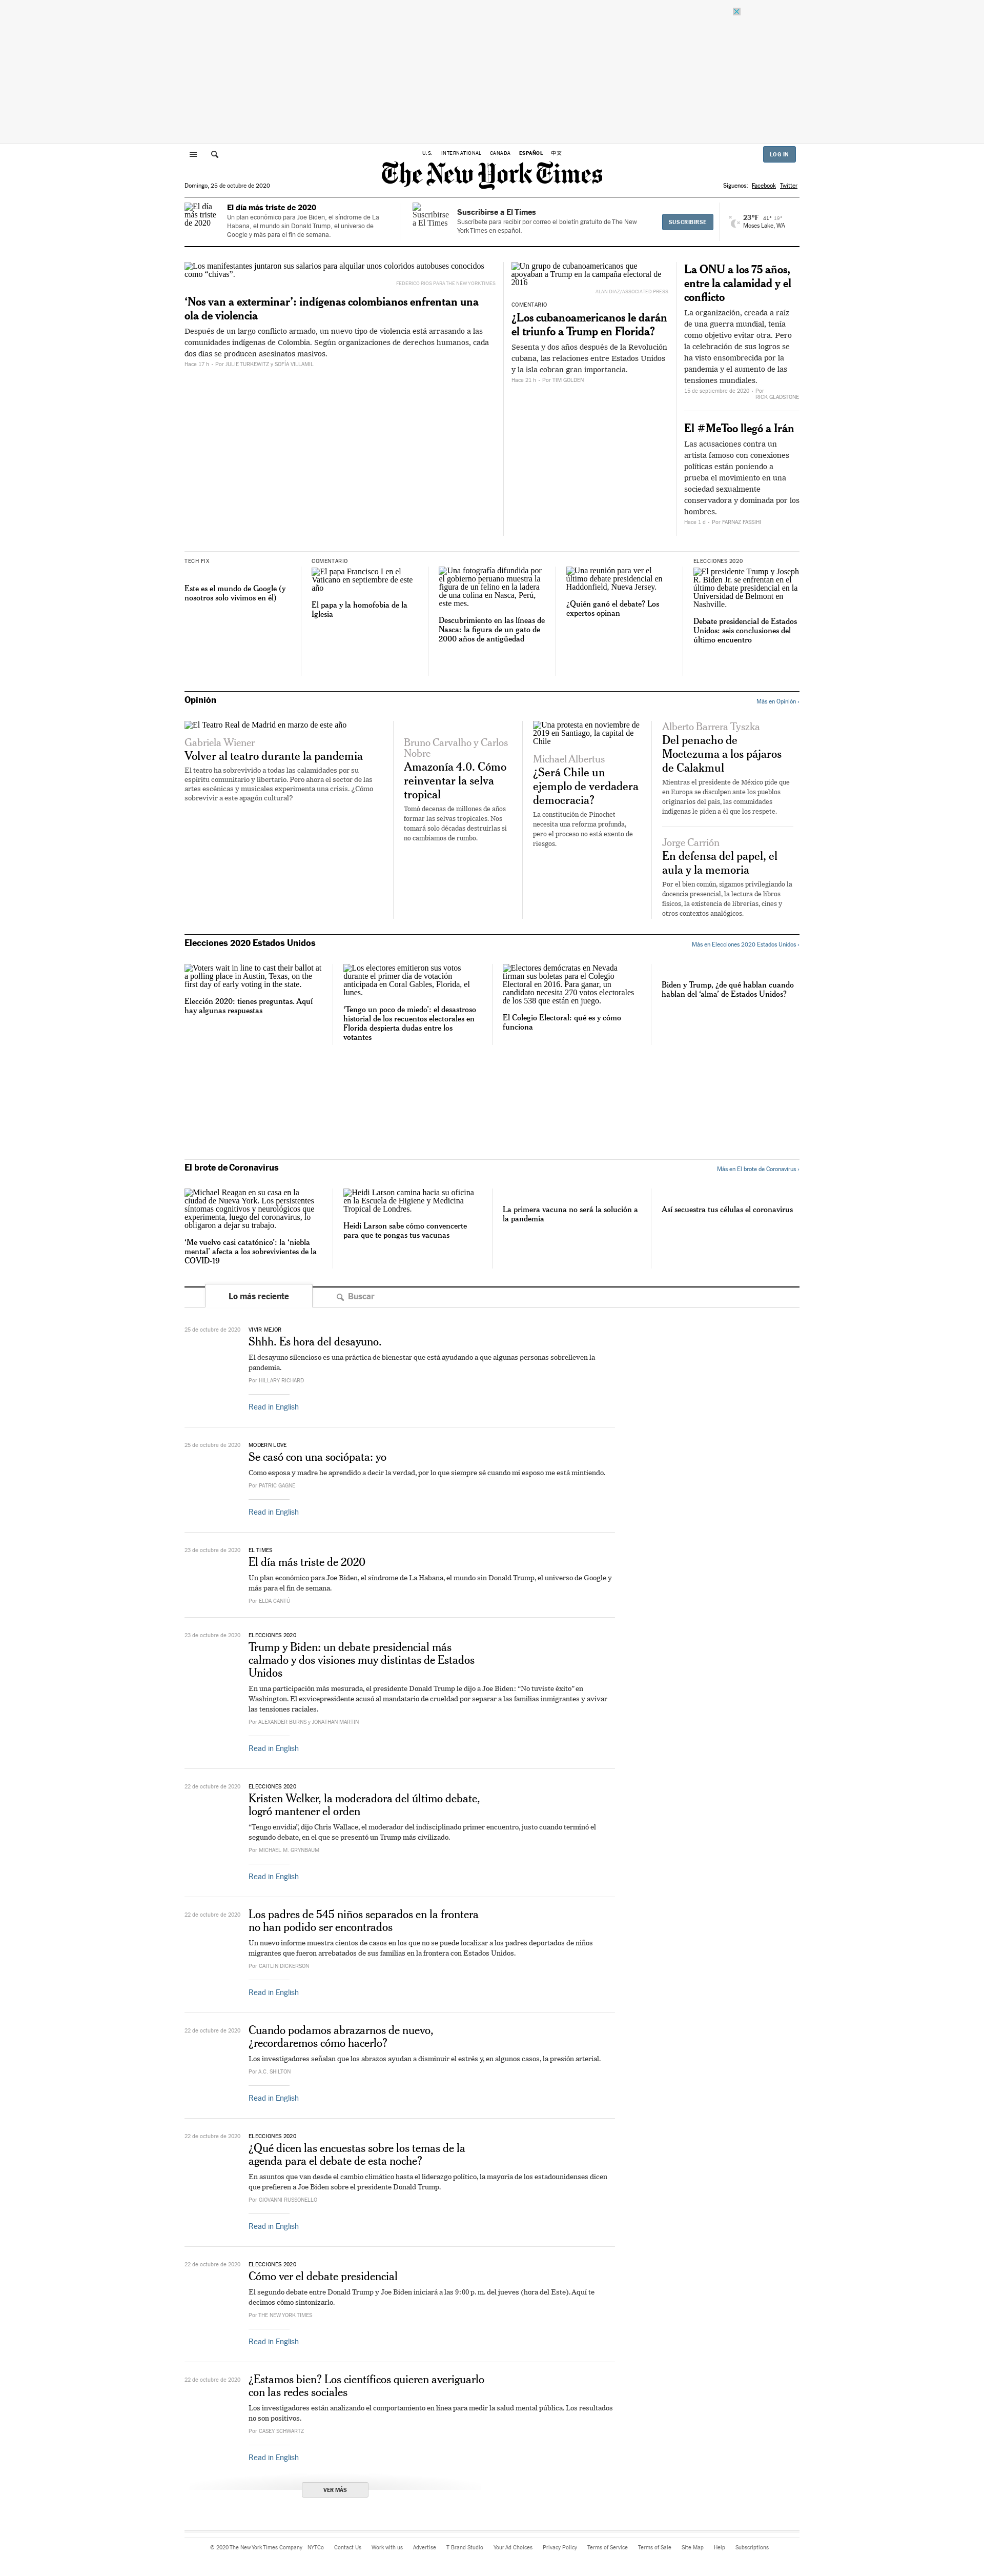 U.S. INTERNATIONAL CANADA ESPAÑOL 中文
LOG IN
The New York Times
Domingo, 25 de octubre de 2020
Síguenos: Facebook Twitter
El día más triste de 2020
El día más triste de 2020
Un plan económico para Joe Biden, el síndrome de La
Habana, el mundo sin Donald Trump, el universo de
Google y más para el fin de semana.
Suscribirse a El Times
Suscribirse a El Times
Suscríbete para recibir por correo el boletín gratuito de The New
York Times en español.
SUSCRIBIRSE
23°F 41° 19°
Moses Lake, WA
Los manifestantes juntaron sus salarios para alquilar unos coloridos autobuses conocidos
como “chivas”.
FEDERICO RIOS PARA THE NEW YORK TIMES
‘Nos van a exterminar’: indígenas colombianos enfrentan una
ola de violencia
Después de un largo conflicto armado, un nuevo tipo de violencia está arrasando a las
comunidades indígenas de Colombia. Según organizaciones de derechos humanos, cada
dos días se producen asesinatos masivos.
Hace 17 h - Por JULIE TURKEWITZ y SOFÍA VILLAMIL
Un grupo de cubanoamericanos que
apoyaban a Trump en la campaña electoral de
2016
ALAN DIAZ/ASSOCIATED PRESS
COMENTARIO
¿Los cubanoamericanos le darán
el triunfo a Trump en Florida?
Sesenta y dos años después de la Revolución
cubana, las relaciones entre Estados Unidos
y la isla cobran gran importancia.
Hace 21 h - Por TIM GOLDEN
La ONU a los 75 años,
entre la calamidad y el
conflicto
La organización, creada a raíz
de una guerra mundial, tenía
como objetivo evitar otra. Pero
la celebración de sus logros se
ha visto ensombrecida por la
pandemia y el aumento de las
tensiones mundiales.
15 de septiembre de 2020 - Por
RICK GLADSTONE
El #MeToo llegó a Irán
Las acusaciones contra un
artista famoso con conexiones
políticas están poniendo a
prueba el movimiento en una
sociedad sexualmente
conservadora y dominada por los
hombres.
Hace 1 d - Por FARNAZ FASSIHI
TECH FIX
Este es el mundo de Google (y
nosotros solo vivimos en él)
COMENTARIO
El papa Francisco I en el
Vaticano en septiembre de este
año
El papa y la homofobia de la
Iglesia
Una fotografía difundida por
el gobierno peruano muestra la
figura de un felino en la ladera
de una colina en Nasca, Perú,
este mes.
Descubrimiento en las líneas de
Nasca: la figura de un gato de
2000 años de antigüedad
Una reunión para ver el
último debate presidencial en
Haddonfield, Nueva Jersey.
¿Quién ganó el debate? Los
expertos opinan
ELECCIONES 2020
El presidente Trump y Joseph
R. Biden Jr. se enfrentan en el
último debate presidencial en la
Universidad de Belmont en
Nashville.
Debate presidencial de Estados
Unidos: seis conclusiones del
último encuentro
Opinión
Más en Opinión ›
El Teatro Real de Madrid en marzo de este año
Gabriela Wiener
Volver al teatro durante la pandemia
El teatro ha sobrevivido a todas las calamidades por su
espíritu comunitario y libertario. Pero ahora el sector de las
artes escénicas y musicales experimenta una crisis. ¿Cómo
sobrevivir a este apagón cultural?
Bruno Carvalho y Carlos
Nobre
Amazonía 4.0. Cómo
reinventar la selva
tropical
Tomó decenas de millones de años
formar las selvas tropicales. Nos
tomará solo décadas destruirlas si
no cambiamos de rumbo.
Una protesta en noviembre de
2019 en Santiago, la capital de
Chile
Michael Albertus
¿Será Chile un
ejemplo de verdadera
democracia?
La constitución de Pinochet
necesita una reforma profunda,
pero el proceso no está exento de
riesgos.
Alberto Barrera Tyszka
Del penacho de
Moctezuma a los pájaros
de Calakmul
Mientras el presidente de México pide que
en Europa se disculpen ante los pueblos
originarios del país, las comunidades
indígenas le piden a él que los respete.
Jorge Carrión
En defensa del papel, el
aula y la memoria
Por el bien común, sigamos privilegiando la
docencia presencial, la lectura de libros
físicos, la existencia de librerías, cines y
otros contextos analógicos.
Elecciones 2020 Estados Unidos
Más en Elecciones 2020 Estados Unidos ›
Voters wait in line to cast their ballot at
a polling place in Austin, Texas, on the
first day of early voting in the state.
Elección 2020: tienes preguntas. Aquí
hay algunas respuestas
Los electores emitieron sus votos
durante el primer día de votación
anticipada en Coral Gables, Florida, el
lunes.
‘Tengo un poco de miedo’: el desastroso
historial de los recuentos electorales en
Florida despierta dudas entre los
votantes
Electores demócratas en Nevada
firman sus boletas para el Colegio
Electoral en 2016. Para ganar, un
candidato necesita 270 votos electorales
de los 538 que están en juego.
El Colegio Electoral: qué es y cómo
funciona
Biden y Trump, ¿de qué hablan cuando
hablan del ‘alma’ de Estados Unidos?
El brote de Coronavirus
Más en El brote de Coronavirus ›
Michael Reagan en su casa en la
ciudad de Nueva York. Los persistentes
síntomas cognitivos y neurológicos que
experimenta, luego del coronavirus, lo
obligaron a dejar su trabajo.
‘Me vuelvo casi catatónico’: la ‘niebla
mental’ afecta a los sobrevivientes de la
COVID-19
Heidi Larson camina hacia su oficina
en la Escuela de Higiene y Medicina
Tropical de Londres.
Heidi Larson sabe cómo convencerte
para que te pongas tus vacunas
La primera vacuna no será la solución a
la pandemia
Así secuestra tus células el coronavirus
Lo más reciente
Buscar
25 de octubre de 2020 VIVIR MEJOR
Shhh. Es hora del desayuno.
El desayuno silencioso es una práctica de bienestar que está ayudando a que algunas personas sobrelleven la
pandemia.
Por HILLARY RICHARD
Read in English
25 de octubre de 2020 MODERN LOVE
Se casó con una sociópata: yo
Como esposa y madre he aprendido a decir la verdad, por lo que siempre sé cuando mi esposo me está mintiendo.
Por PATRIC GAGNE
Read in English
23 de octubre de 2020 EL TIMES
El día más triste de 2020
Un plan económico para Joe Biden, el síndrome de La Habana, el mundo sin Donald Trump, el universo de Google y
más para el fin de semana.
Por ELDA CANTÚ
23 de octubre de 2020 ELECCIONES 2020
Trump y Biden: un debate presidencial más
calmado y dos visiones muy distintas de Estados
Unidos
En una participación más mesurada, el presidente Donald Trump le dijo a Joe Biden: “No tuviste éxito” en
Washington. El exvicepresidente acusó al mandatario de crueldad por separar a las familias inmigrantes y avivar
las tensiones raciales.
Por ALEXANDER BURNS y JONATHAN MARTIN
Read in English
22 de octubre de 2020 ELECCIONES 2020
Kristen Welker, la moderadora del último debate,
logró mantener el orden
“Tengo envidia”, dijo Chris Wallace, el moderador del indisciplinado primer encuentro, justo cuando terminó el
segundo debate, en el que se presentó un Trump más civilizado.
Por MICHAEL M. GRYNBAUM
Read in English
22 de octubre de 2020
Los padres de 545 niños separados en la frontera
no han podido ser encontrados
Un nuevo informe muestra cientos de casos en los que no se puede localizar a los padres deportados de niños
migrantes que fueron arrebatados de sus familias en la frontera con Estados Unidos.
Por CAITLIN DICKERSON
Read in English
22 de octubre de 2020
Cuando podamos abrazarnos de nuevo,
¿recordaremos cómo hacerlo?
Los investigadores señalan que los abrazos ayudan a disminuir el estrés y, en algunos casos, la presión arterial.
Por A.C. SHILTON
Read in English
22 de octubre de 2020 ELECCIONES 2020
¿Qué dicen las encuestas sobre los temas de la
agenda para el debate de esta noche?
En asuntos que van desde el cambio climático hasta el liderazgo político, la mayoría de los estadounidenses dicen
que prefieren a Joe Biden sobre el presidente Donald Trump.
Por GIOVANNI RUSSONELLO
Read in English
22 de octubre de 2020 ELECCIONES 2020
Cómo ver el debate presidencial
El segundo debate entre Donald Trump y Joe Biden iniciará a las 9:00 p. m. del jueves (hora del Este). Aquí te
decimos cómo sintonizarlo.
Por THE NEW YORK TIMES
Read in English
22 de octubre de 2020
¿Estamos bien? Los científicos quieren averiguarlo
con las redes sociales
Los investigadores están analizando el comportamiento en línea para medir la salud mental pública. Los resultados
no son positivos.
Por CASEY SCHWARTZ
Read in English
VER MÁS
© 2020 The New York Times Company NYTCo Contact Us Work with us Advertise T Brand Studio Your Ad Choices Privacy Policy Terms of Service Terms of Sale Site Map Help Subscriptions